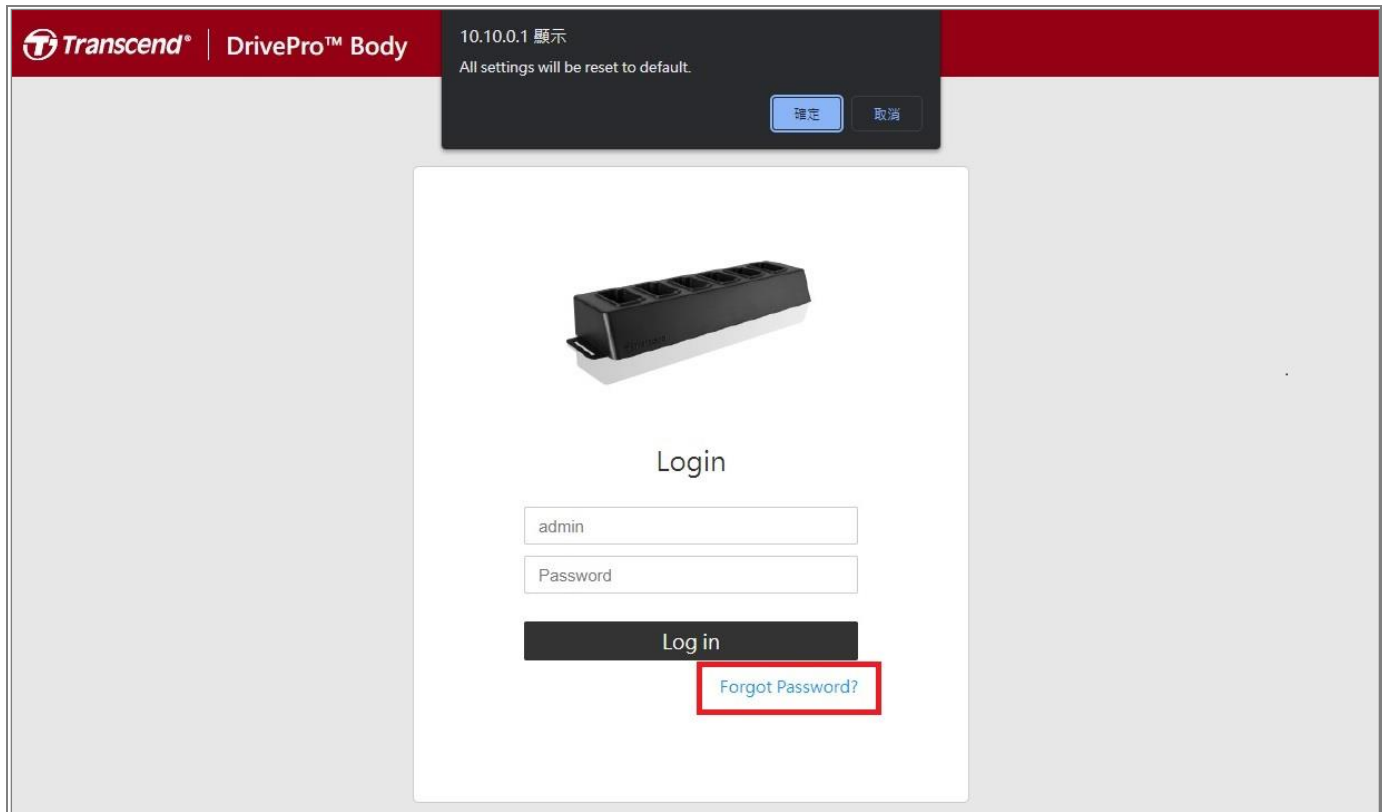 Transcend® DrivePro™ Body
10.10.0.1 顯示
All settings will be reset to default.
確定 取消
Login
admin
Password
Log in
Forgot Password?